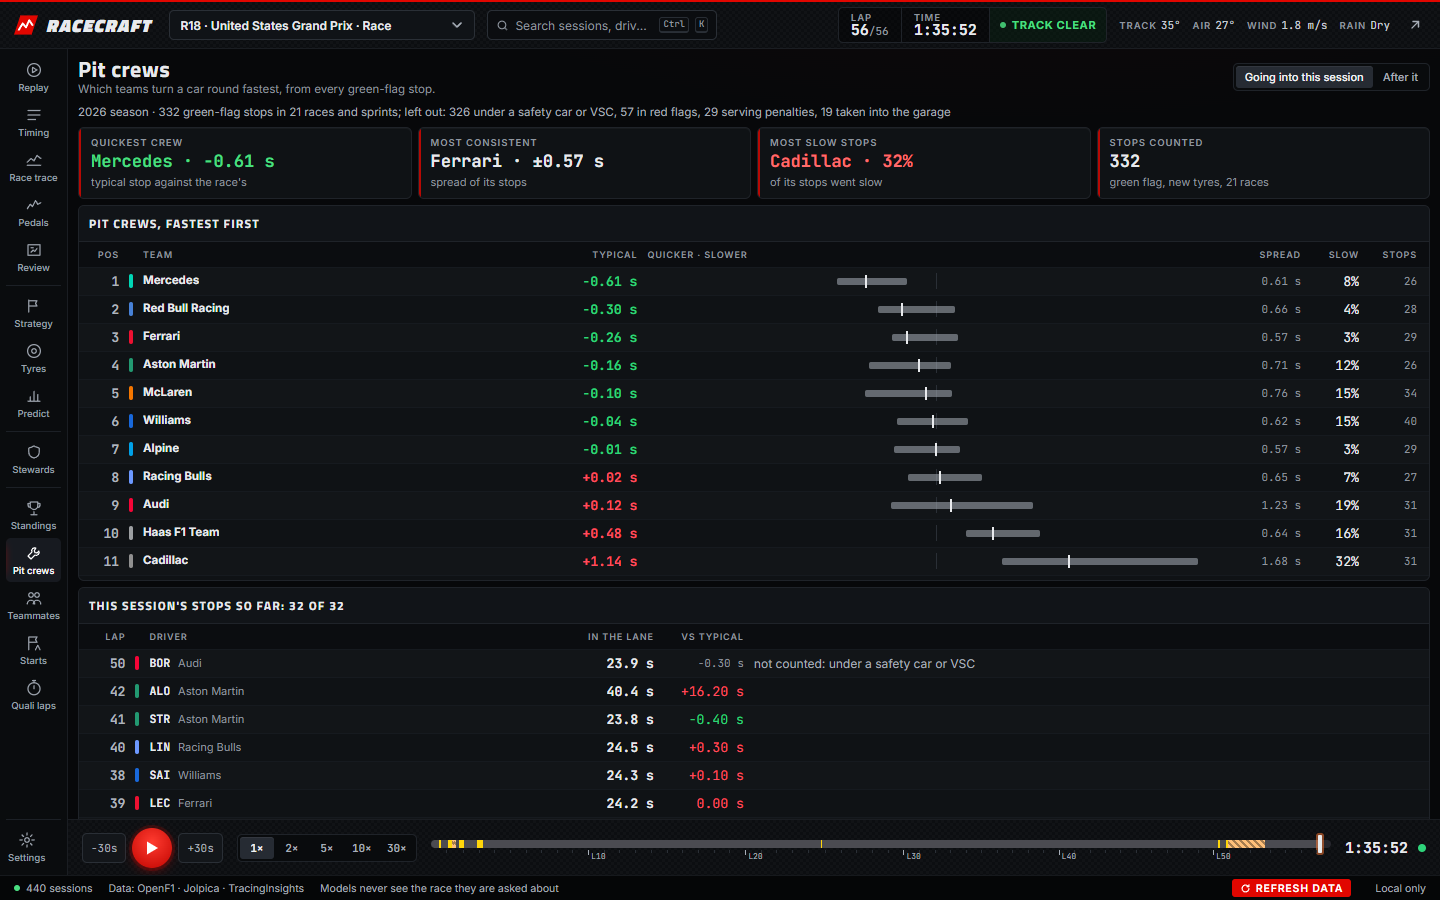 RACECRAFT
R18 · United States Grand Prix · Race
Search sessions, driv... Ctrl K
LAP 56/56
TIME 1:35:52
TRACK CLEAR
TRACK 35° AIR 27° WIND 1.8 m/s RAIN Dry
Replay
Timing
Race trace
Pedals
Review
Strategy
Tyres
Predict
Stewards
Standings
Pit crews
Teammates
Starts
Quali laps
Settings
Pit crews
Which teams turn a car round fastest, from every green-flag stop.
Going into this session After it
2026 season · 332 green-flag stops in 21 races and sprints; left out: 326 under a safety car or VSC, 57 in red flags, 29 serving penalties, 19 taken into the garage
QUICKEST CREW
Mercedes · -0.61 s
typical stop against the race's
MOST CONSISTENT
Ferrari · ±0.57 s
spread of its stops
MOST SLOW STOPS
Cadillac · 32%
of its stops went slow
STOPS COUNTED
332
green flag, new tyres, 21 races
PIT CREWS, FASTEST FIRST
POS TEAM TYPICAL QUICKER · SLOWER SPREAD SLOW STOPS
1 Mercedes -0.61 s 0.61 s 8% 26
2 Red Bull Racing -0.30 s 0.66 s 4% 28
3 Ferrari -0.26 s 0.57 s 3% 29
4 Aston Martin -0.16 s 0.71 s 12% 26
5 McLaren -0.10 s 0.76 s 15% 34
6 Williams -0.04 s 0.62 s 15% 40
7 Alpine -0.01 s 0.57 s 3% 29
8 Racing Bulls +0.02 s 0.65 s 7% 27
9 Audi +0.12 s 1.23 s 19% 31
10 Haas F1 Team +0.48 s 0.64 s 16% 31
11 Cadillac +1.14 s 1.68 s 32% 31
THIS SESSION'S STOPS SO FAR: 32 OF 32
LAP DRIVER IN THE LANE VS TYPICAL
50 BOR Audi 23.9 s -0.30 s not counted: under a safety car or VSC
42 ALO Aston Martin 40.4 s +16.20 s
41 STR Aston Martin 23.8 s -0.40 s
40 LIN Racing Bulls 24.5 s +0.30 s
38 SAI Williams 24.3 s +0.10 s
39 LEC Ferrari 24.2 s 0.00 s
-30s +30s 1× 2× 5× 10× 30×
L10 L20 L30 L40 L50
1:35:52
440 sessions Data: OpenF1 · Jolpica · TracingInsights Models never see the race they are asked about
REFRESH DATA
Local only